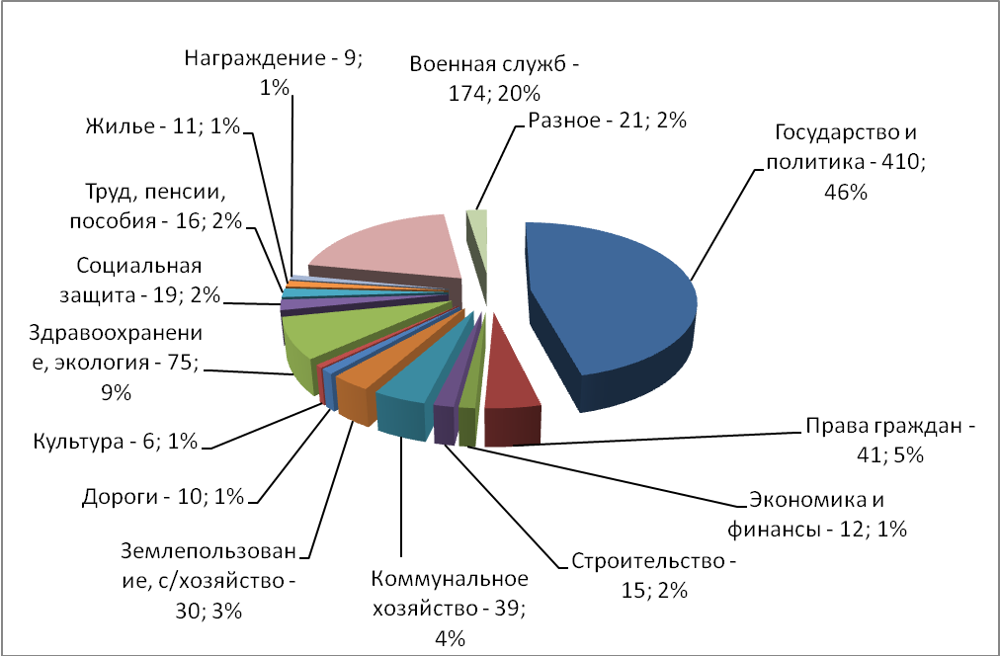 Награждение - 9;
1%
Военная служб -
174; 20%
Разное - 21; 2%
Государство и
политика - 410;
46%
Жилье - 11; 1%
Труд, пенсии,
пособия - 16; 2%
Социальная
защита - 19; 2%
Здравоохранени
е, экология - 75;
9%
Культура - 6; 1%
Дороги - 10; 1%
Землепользован
ие, с/хозяйство -
30; 3%
Коммунальное
хозяйство - 39;
4%
Строительство -
15; 2%
Экономика и
финансы - 12; 1%
Права граждан -
41; 5%